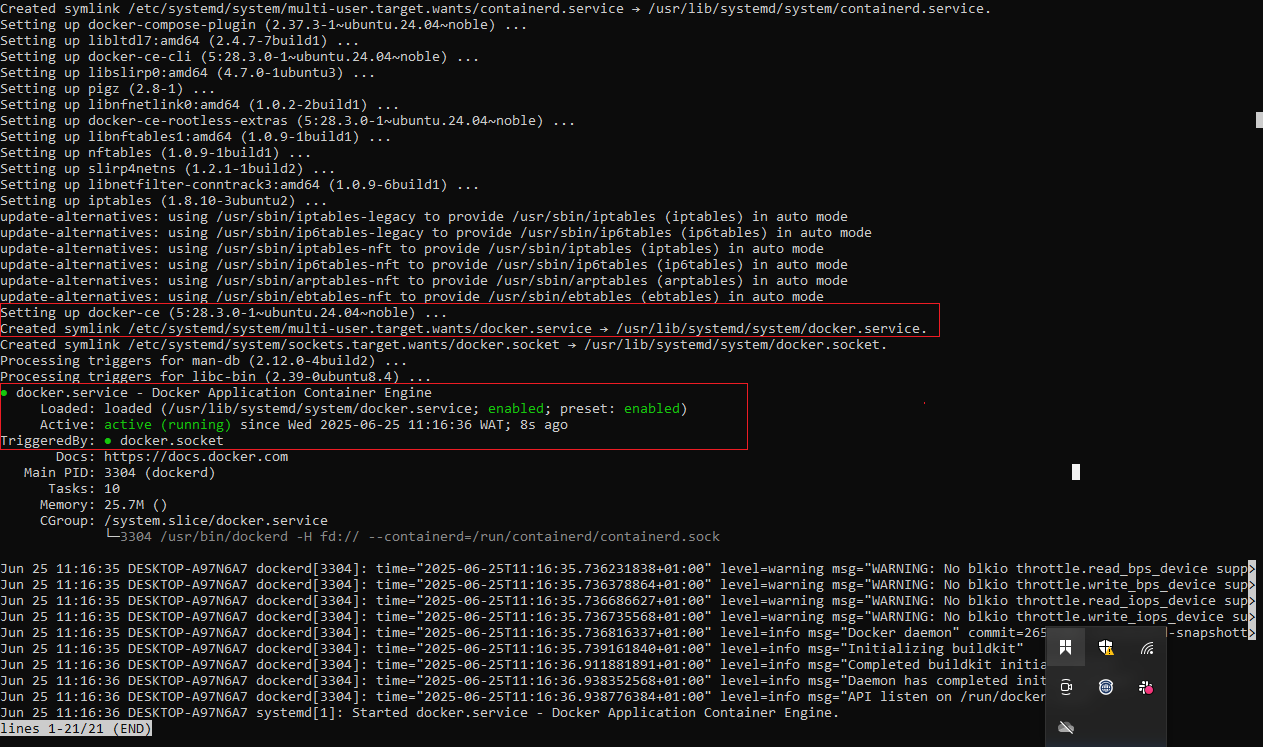 Created symlink /etc/systemd/system/multi-user.target.wants/containerd.service → /usr/lib/systemd/system/containerd.service.
Setting up docker-compose-plugin (2.37.3-1~ubuntu.24.04~noble) ...
Setting up libltdl7:amd64 (2.4.7-7build1) ...
Setting up docker-ce-cli (5:28.3.0-1~ubuntu.24.04~noble) ...
Setting up libslirp0:amd64 (4.7.0-1ubuntu3) ...
Setting up pigz (2.8-1) ...
Setting up libnfnetlink0:amd64 (1.0.2-2build1) ...
Setting up docker-ce-rootless-extras (5:28.3.0-1~ubuntu.24.04~noble) ...
Setting up libnftables1:amd64 (1.0.9-1build1) ...
Setting up nftables (1.0.9-1build1) ...
Setting up slirp4netns (1.2.1-1build2) ...
Setting up libnetfilter-conntrack3:amd64 (1.0.9-6build1) ...
Setting up iptables (1.8.10-3ubuntu2) ...
update-alternatives: using /usr/sbin/iptables-legacy to provide /usr/sbin/iptables (iptables) in auto mode
update-alternatives: using /usr/sbin/ip6tables-legacy to provide /usr/sbin/ip6tables (ip6tables) in auto mode
update-alternatives: using /usr/sbin/iptables-nft to provide /usr/sbin/iptables (iptables) in auto mode
update-alternatives: using /usr/sbin/ip6tables-nft to provide /usr/sbin/ip6tables (ip6tables) in auto mode
update-alternatives: using /usr/sbin/arptables-nft to provide /usr/sbin/arptables (arptables) in auto mode
update-alternatives: using /usr/sbin/ebtables-nft to provide /usr/sbin/ebtables (ebtables) in auto mode
Setting up docker-ce (5:28.3.0-1~ubuntu.24.04~noble) ...
Created symlink /etc/systemd/system/multi-user.target.wants/docker.service → /usr/lib/systemd/system/docker.service.
Created symlink /etc/systemd/system/sockets.target.wants/docker.socket → /usr/lib/systemd/system/docker.socket.
Processing triggers for man-db (2.12.0-4build2) ...
Processing triggers for libc-bin (2.39-0ubuntu8.4) ...
● docker.service - Docker Application Container Engine
Loaded: loaded (/usr/lib/systemd/system/docker.service; enabled; preset: enabled)
Active: active (running) since Wed 2025-06-25 11:16:36 WAT; 8s ago
TriggeredBy: ● docker.socket
Docs: https://docs.docker.com
Main PID: 3304 (dockerd)
Tasks: 10
Memory: 25.7M ()
CGroup: /system.slice/docker.service
└─3304 /usr/bin/dockerd -H fd:// --containerd=/run/containerd/containerd.sock
Jun 25 11:16:35 DESKTOP-A97N6A7 dockerd[3304]: time="2025-06-25T11:16:35.736231838+01:00" level=warning msg="WARNING: No blkio throttle.read_bps_device supp>
Jun 25 11:16:35 DESKTOP-A97N6A7 dockerd[3304]: time="2025-06-25T11:16:35.736378864+01:00" level=warning msg="WARNING: No blkio throttle.write_bps_device sup>
Jun 25 11:16:35 DESKTOP-A97N6A7 dockerd[3304]: time="2025-06-25T11:16:35.736686627+01:00" level=warning msg="WARNING: No blkio throttle.read_iops_device sup>
Jun 25 11:16:35 DESKTOP-A97N6A7 dockerd[3304]: time="2025-06-25T11:16:35.736735568+01:00" level=warning msg="WARNING: No blkio throttle.write_iops_device su>
Jun 25 11:16:35 DESKTOP-A97N6A7 dockerd[3304]: time="2025-06-25T11:16:35.736816337+01:00" level=info msg="Docker daemon" commit=265 -snapshott>
Jun 25 11:16:35 DESKTOP-A97N6A7 dockerd[3304]: time="2025-06-25T11:16:35.739161840+01:00" level=info msg="Initializing buildkit"
Jun 25 11:16:36 DESKTOP-A97N6A7 dockerd[3304]: time="2025-06-25T11:16:36.911881891+01:00" level=info msg="Completed buildkit initia
Jun 25 11:16:36 DESKTOP-A97N6A7 dockerd[3304]: time="2025-06-25T11:16:36.938352568+01:00" level=info msg="Daemon has completed init
Jun 25 11:16:36 DESKTOP-A97N6A7 dockerd[3304]: time="2025-06-25T11:16:36.938776384+01:00" level=info msg="API listen on /run/docker
Jun 25 11:16:36 DESKTOP-A97N6A7 systemd[1]: Started docker.service - Docker Application Container Engine.
lines 1-21/21 (END)